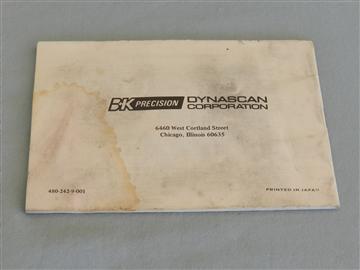 B+K PRECISION DYNASCAN CORPORATION
6460 West Cortland Street
Chicago, Illinois 60635
480-242-9-001
PRINTED IN JAPAN